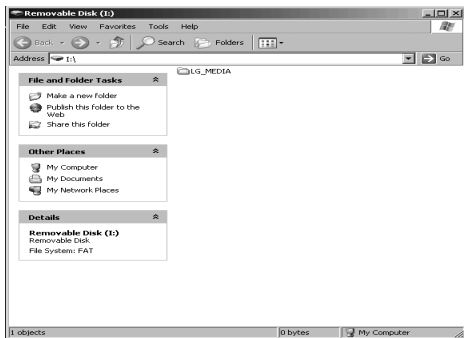 Removable Disk (I:)
File Edit View Favorites Tools Help
Back Search Folders
Address I:\ Go
File and Folder Tasks
Make a new folder
Publish this folder to the
Web
Share this folder
Other Places
My Computer
My Documents
My Network Places
Details
Removable Disk (I:)
Removable Disk
File System: FAT
LG_MEDIA
1 objects 0 bytes My Computer